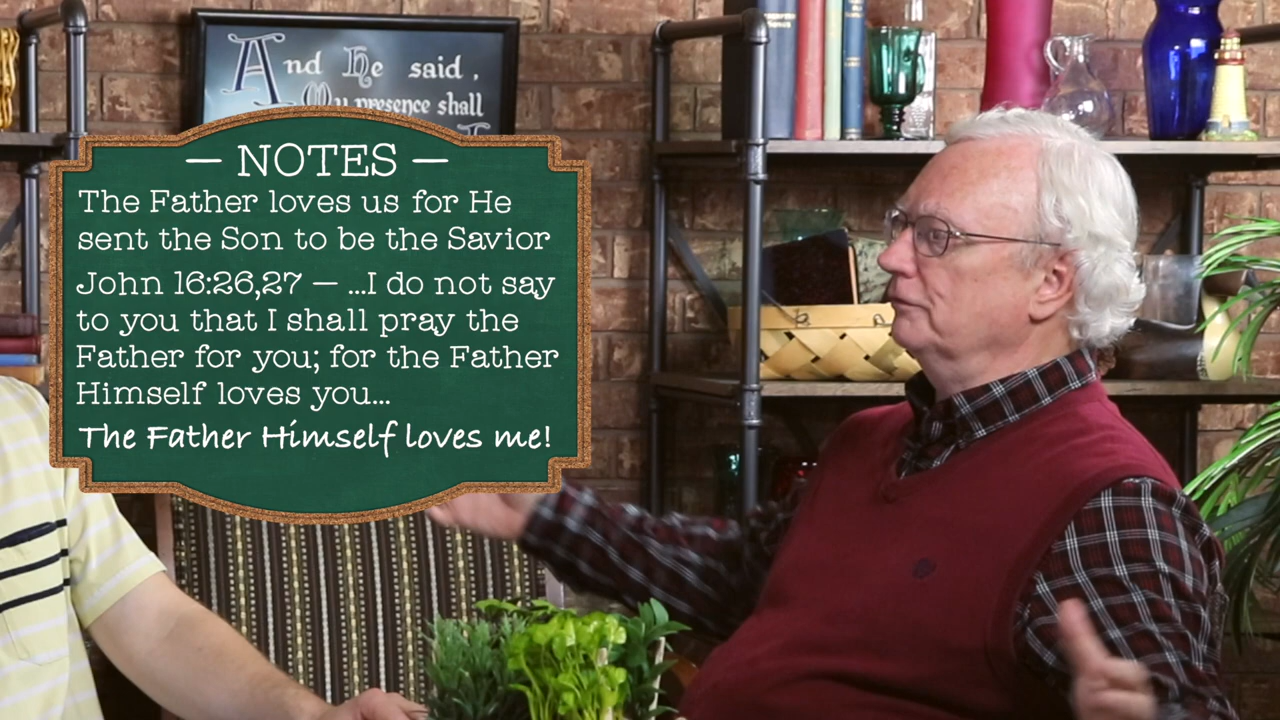 And He said,
My presence shall
— NOTES —
The Father loves us for He
sent the Son to be the Savior
John 16:26,27 — ...I do not say
to you that I shall pray the
Father for you; for the Father
Himself loves you...
The Father Himself loves me!